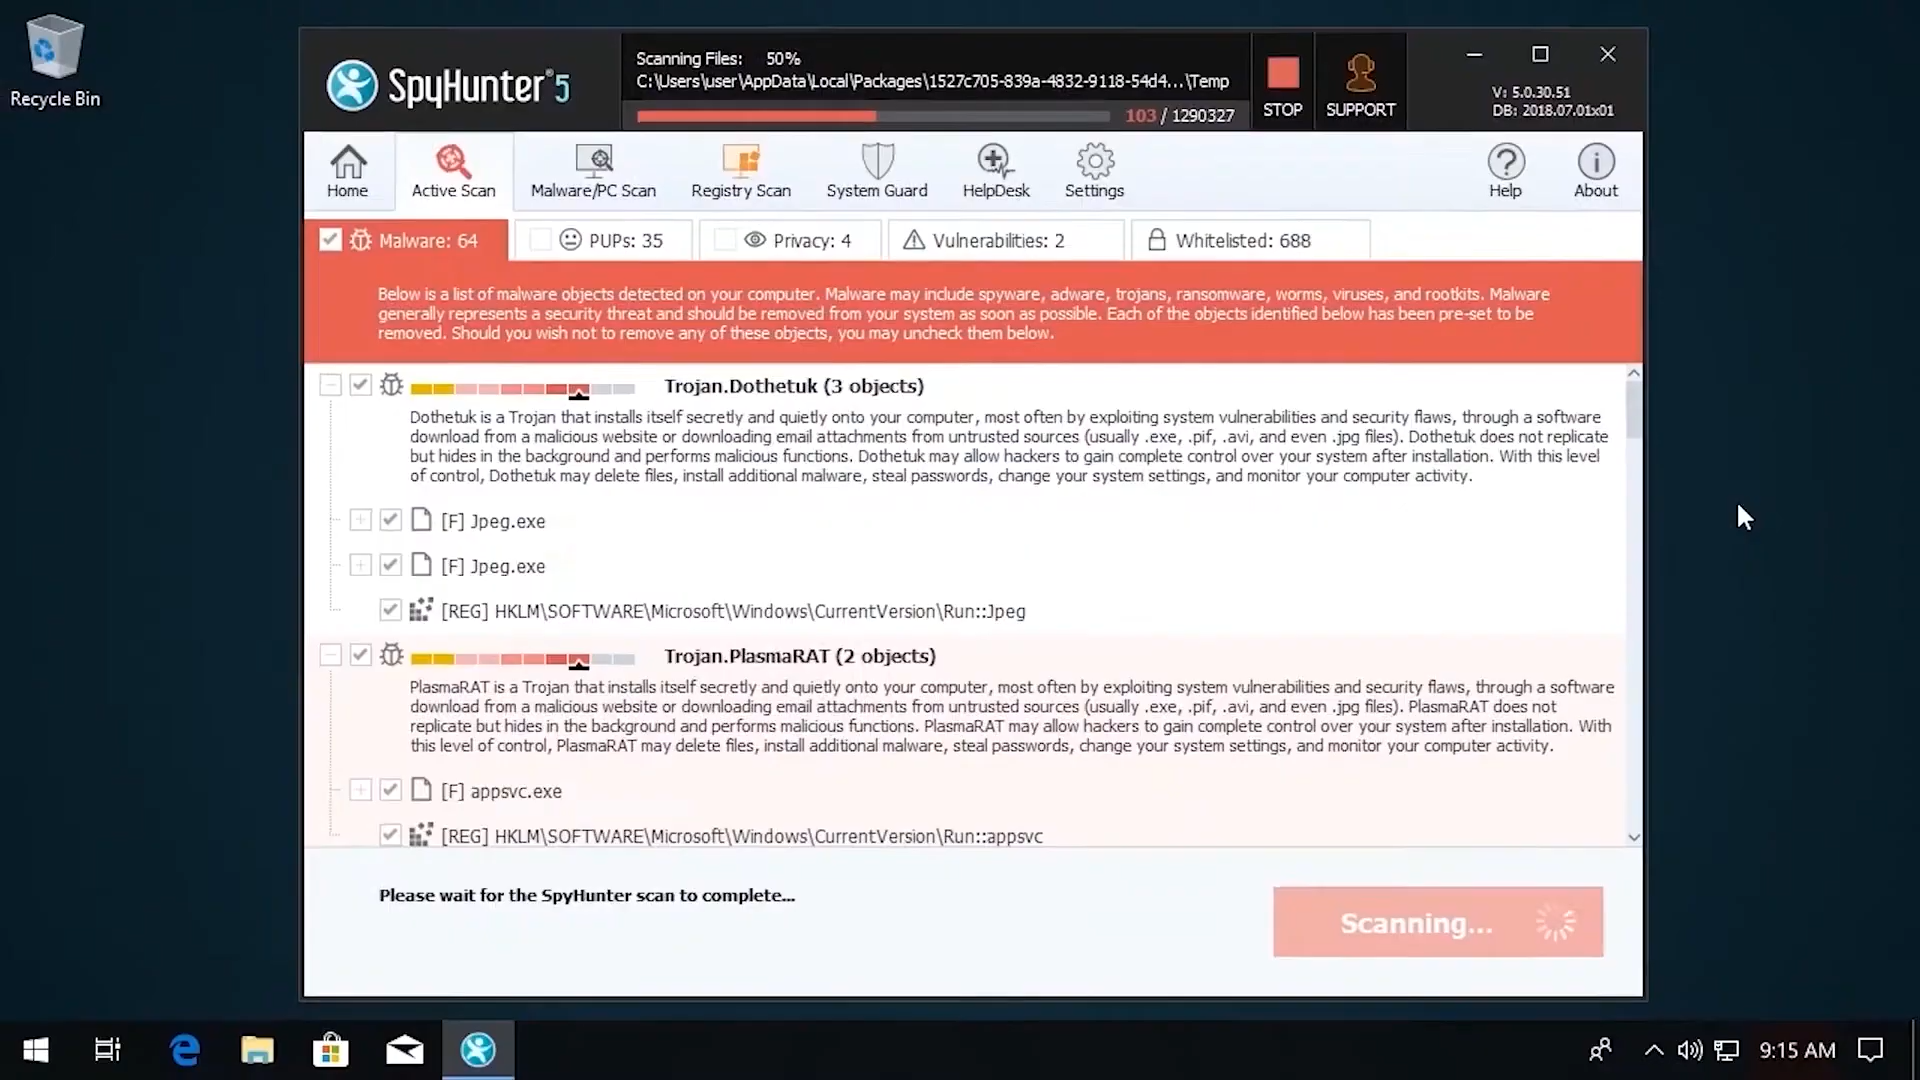 Recycle Bin
SpyHunter® 5
Scanning Files: 50%
C:\Users\user\AppData\Local\Packages\1527c705-839a-4832-9118-54d4...\Temp
103 / 1290327
STOP
SUPPORT
V: 5.0.30.51
DB: 2018.07.01x01
Home
Active Scan
Malware/PC Scan
Registry Scan
System Guard
HelpDesk
Settings
Help
About
Malware: 64
PUPs: 35
Privacy: 4
Vulnerabilities: 2
Whitelisted: 688
Below is a list of malware objects detected on your computer. Malware may include spyware, adware, trojans, ransomware, worms, viruses, and rootkits. Malware
generally represents a security threat and should be removed from your system as soon as possible. Each of the objects identified below has been pre-set to be
removed. Should you wish not to remove any of these objects, you may uncheck them below.
Trojan.Dothetuk (3 objects)
Dothetuk is a Trojan that installs itself secretly and quietly onto your computer, most often by exploiting system vulnerabilities and security flaws, through a software
download from a malicious website or downloading email attachments from untrusted sources (usually .exe, .pif, .avi, and even .jpg files). Dothetuk does not replicate
but hides in the background and performs malicious functions. Dothetuk may allow hackers to gain complete control over your system after installation. With this level
of control, Dothetuk may delete files, install additional malware, steal passwords, change your system settings, and monitor your computer activity.
[F] Jpeg.exe
[F] Jpeg.exe
[REG] HKLM\SOFTWARE\Microsoft\Windows\CurrentVersion\Run::Jpeg
Trojan.PlasmaRAT (2 objects)
PlasmaRAT is a Trojan that installs itself secretly and quietly onto your computer, most often by exploiting system vulnerabilities and security flaws, through a software
download from a malicious website or downloading email attachments from untrusted sources (usually .exe, .pif, .avi, and even .jpg files). PlasmaRAT does not
replicate but hides in the background and performs malicious functions. PlasmaRAT may allow hackers to gain complete control over your system after installation. With
this level of control, PlasmaRAT may delete files, install additional malware, steal passwords, change your system settings, and monitor your computer activity.
[F] appsvc.exe
[REG] HKLM\SOFTWARE\Microsoft\Windows\CurrentVersion\Run::appsvc
Please wait for the SpyHunter scan to complete...
Scanning...
9:15 AM